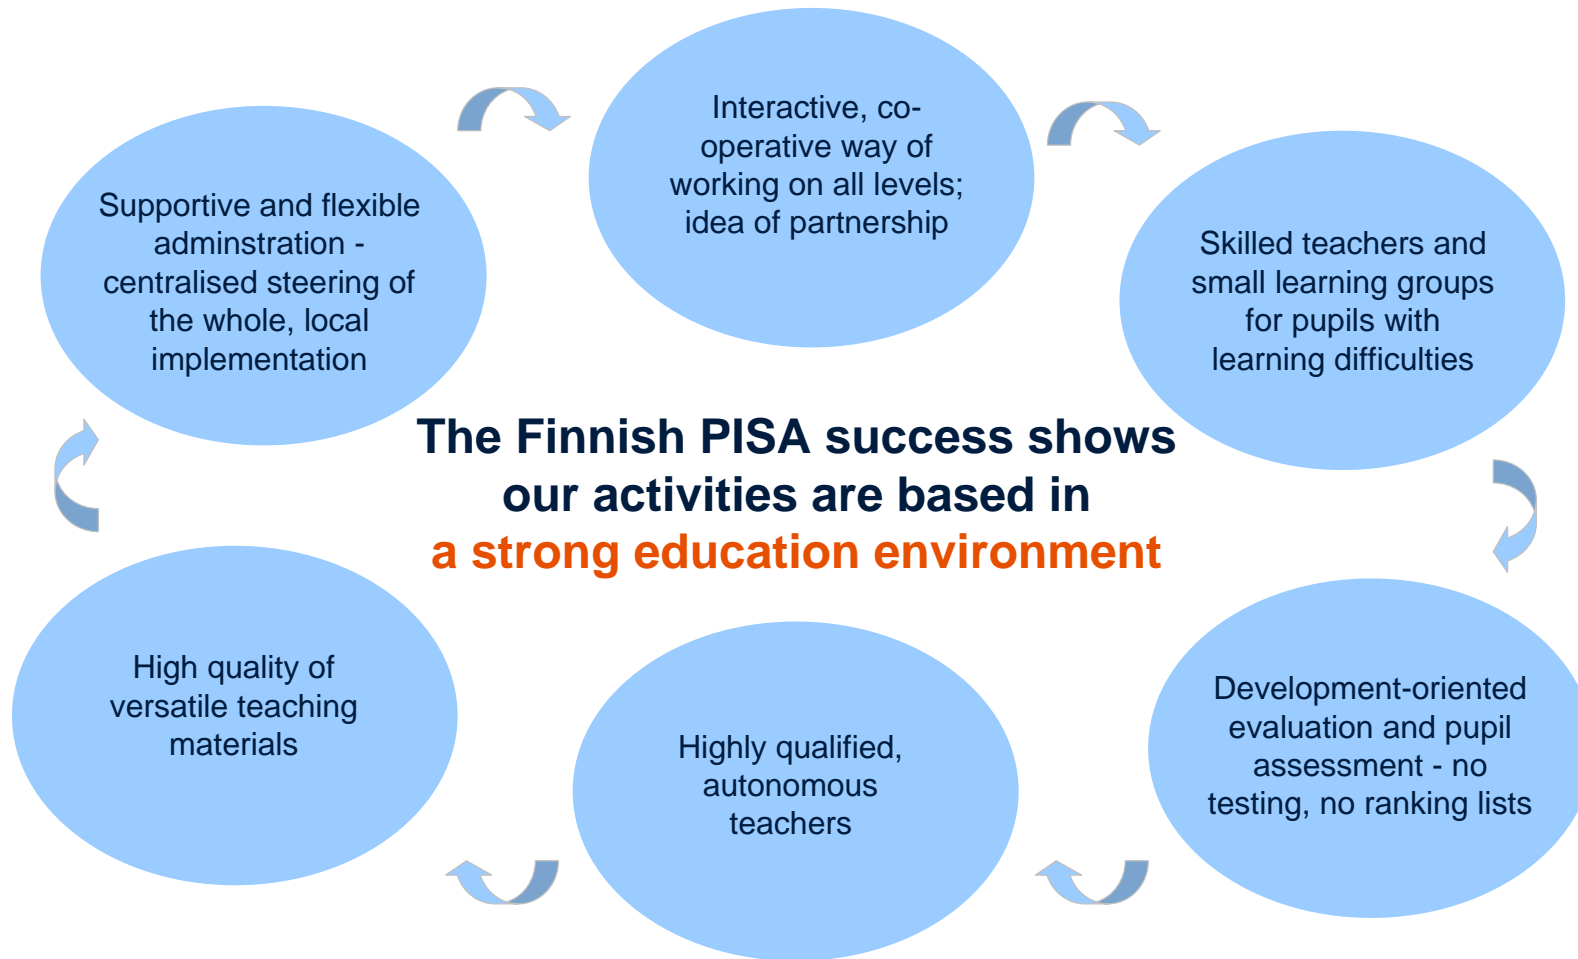 Interactive, co-
operative way of
working on all levels;
idea of partnership
Supportive and flexible
adminstration -
centralised steering of
the whole, local
implementation
Skilled teachers and
small learning groups
for pupils with
learning difficulties
The Finnish PISA success shows
our activities are based in
a strong education environment
High quality of
versatile teaching
materials
Highly qualified,
autonomous
teachers
Development-oriented
evaluation and pupil
assessment - no
testing, no ranking lists